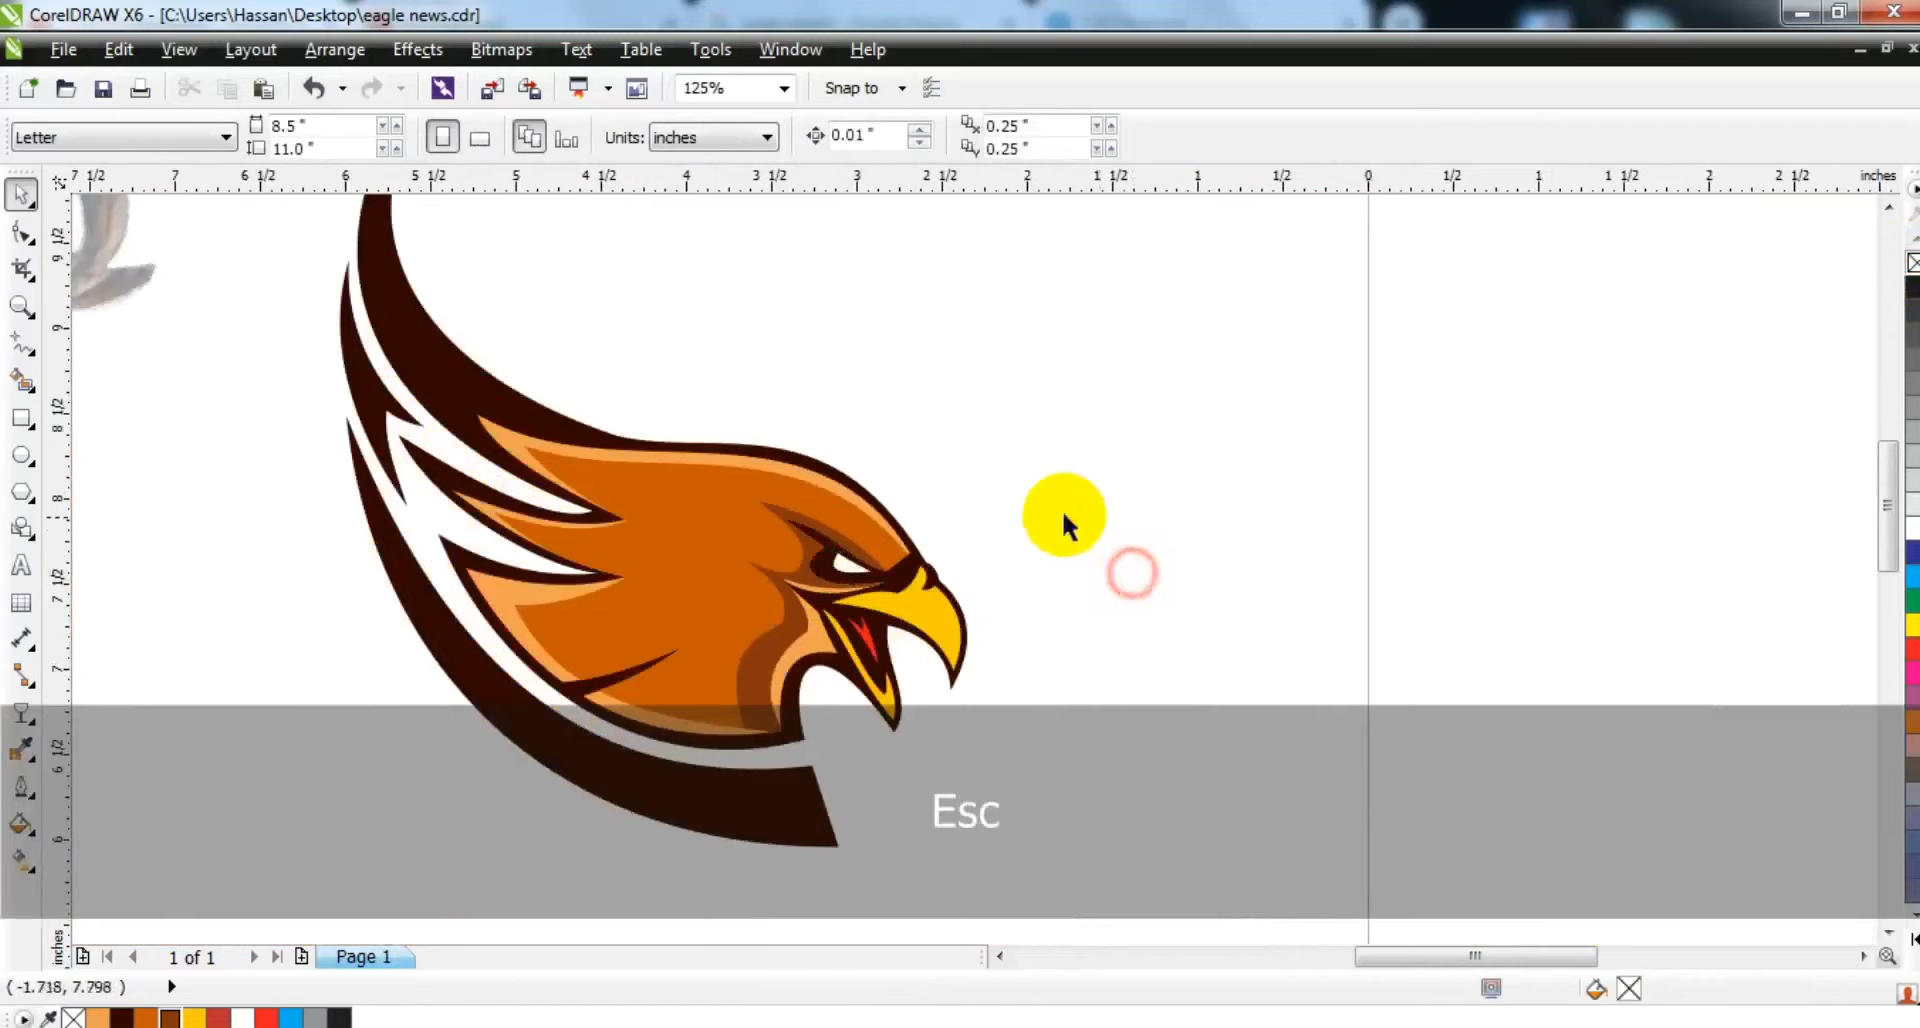 CorelDRAW X6 - [C:\Users\Hassan\Desktop\eagle news.cdr]
File Edit View Layout Arrange Effects Bitmaps Text Table Tools Window Help
125% Snap to
Letter 8.5 " 11.0 " Units: inches 0.01 " 0.25 " 0.25 "
7 1/2 7 6 1/2 6 5 1/2 5 4 1/2 4 3 1/2 3 2 1/2 2 1 1/2 1 1/2 0 1/2 1 1 1/2 2 2 1/2 inches
9 1/2
9
8 1/2
8
7 1/2
7
6 1/2
6
inches
Esc
1 of 1 Page 1
( -1.718, 7.798 )